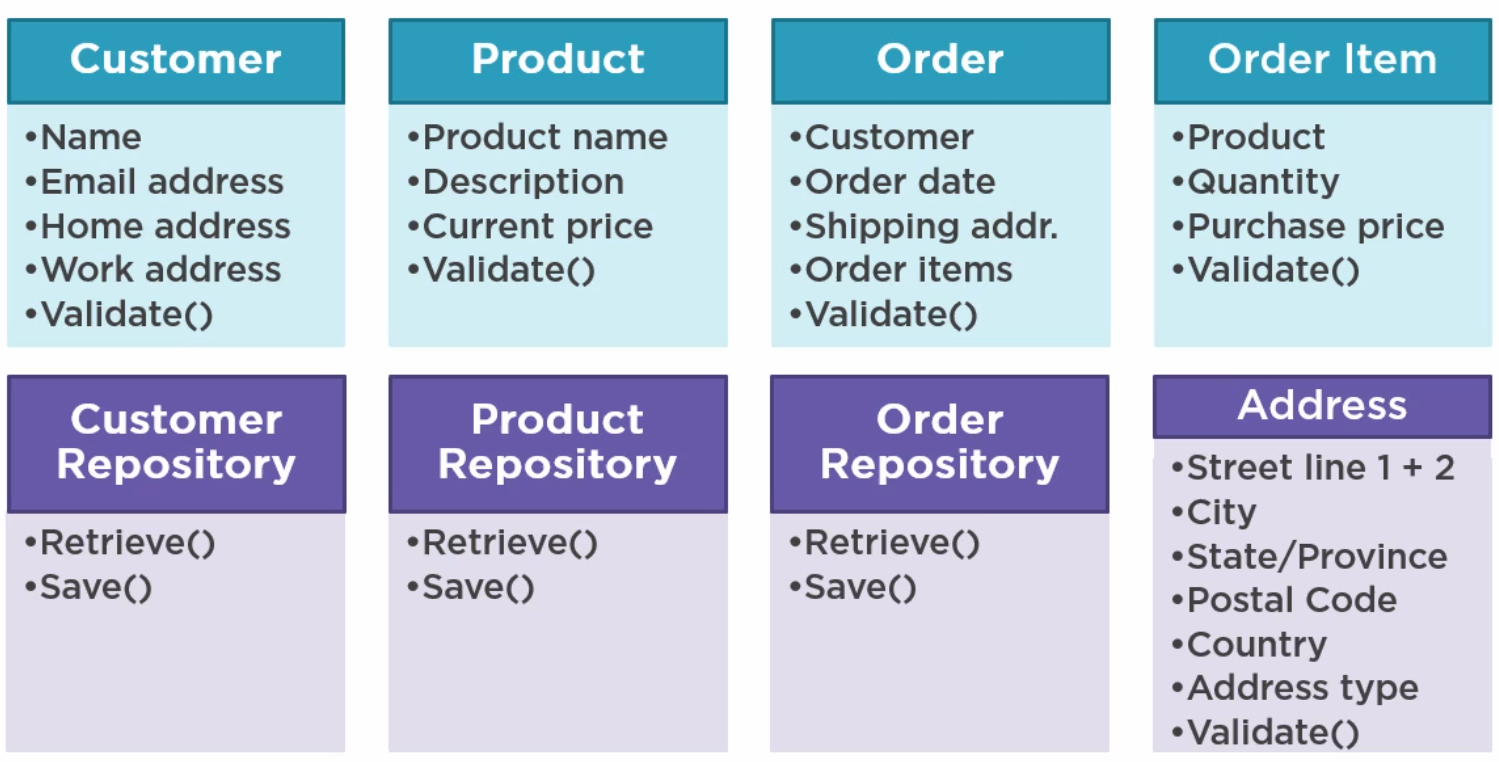 Customer
•Name
•Email address
•Home address
•Work address
•Validate()
Product
•Product name
•Description
•Current price
•Validate()
Order
•Customer
•Order date
•Shipping addr.
•Order items
•Validate()
Order Item
•Product
•Quantity
•Purchase price
•Validate()
Customer
Repository
•Retrieve()
•Save()
Product
Repository
•Retrieve()
•Save()
Order
Repository
•Retrieve()
•Save()
Address
•Street line 1 + 2
•City
•State/Province
•Postal Code
•Country
•Address type
•Validate()